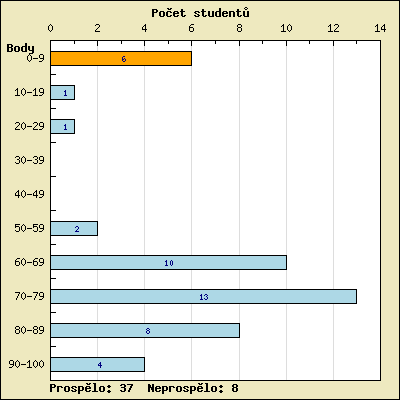 Počet studentů
0 2 4 6 8 10 12 14
Body
0-9 6
10-19 1
20-29 1
30-39
40-49
50-59 2
60-69 10
70-79 13
80-89 8
90-100 4
Prospělo: 37 Neprospělo: 8